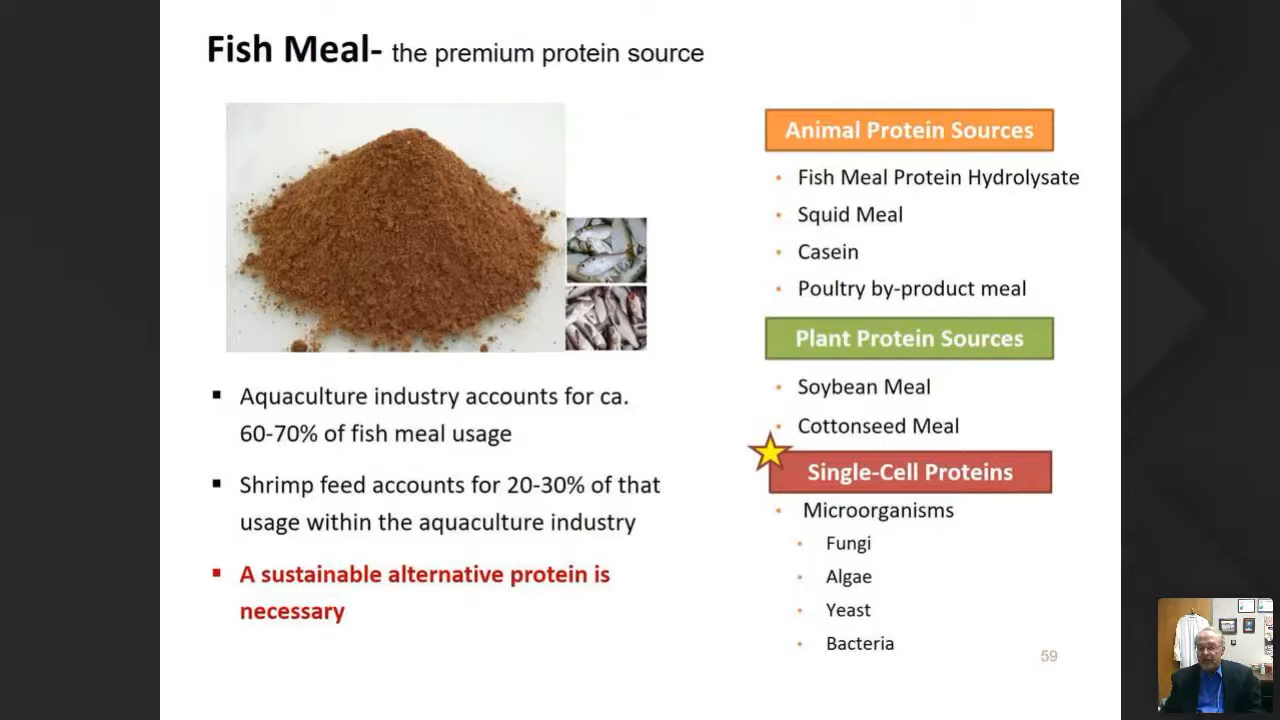 Fish Meal- the premium protein source
Aquaculture industry accounts for ca.
60-70% of fish meal usage
Shrimp feed accounts for 20-30% of that
usage within the aquaculture industry
A sustainable alternative protein is
necessary
Animal Protein Sources
Fish Meal Protein Hydrolysate
Squid Meal
Casein
Poultry by-product meal
Plant Protein Sources
Soybean Meal
Cottonseed Meal
Single-Cell Proteins
Microorganisms
Fungi
Algae
Yeast
Bacteria
59